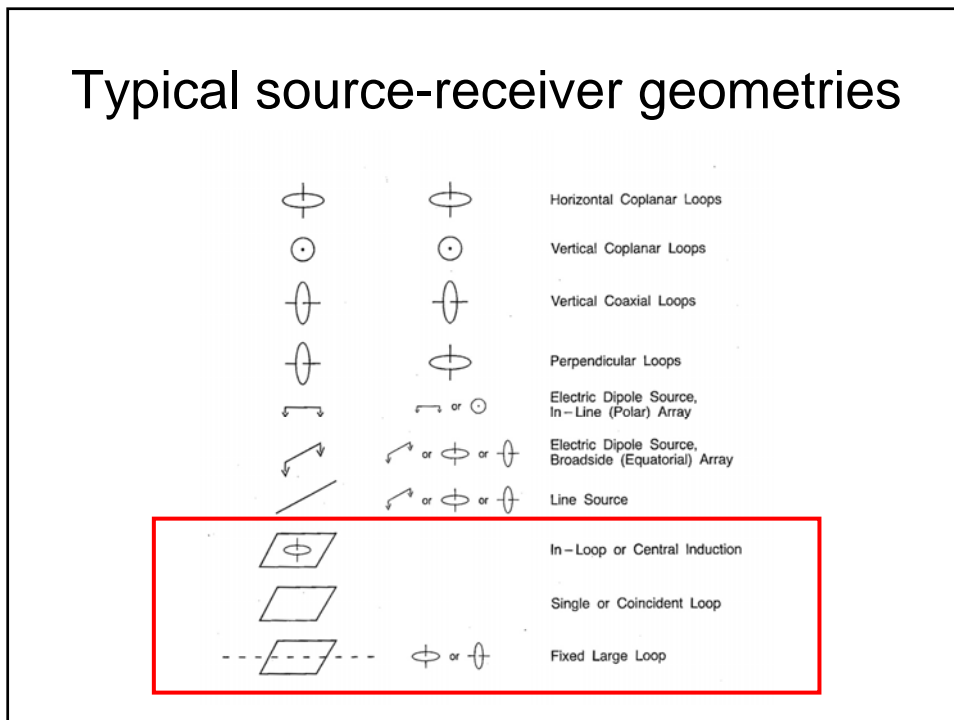 Typical source-receiver geometries
Horizontal Coplanar Loops
Vertical Coplanar Loops
Vertical Coaxial Loops
Perpendicular Loops
or
Electric Dipole Source,
In-Line (Polar) Array
or or
Electric Dipole Source,
Broadside (Equatorial) Array
or or
Line Source
In-Loop or Central Induction
Single or Coincident Loop
or
Fixed Large Loop